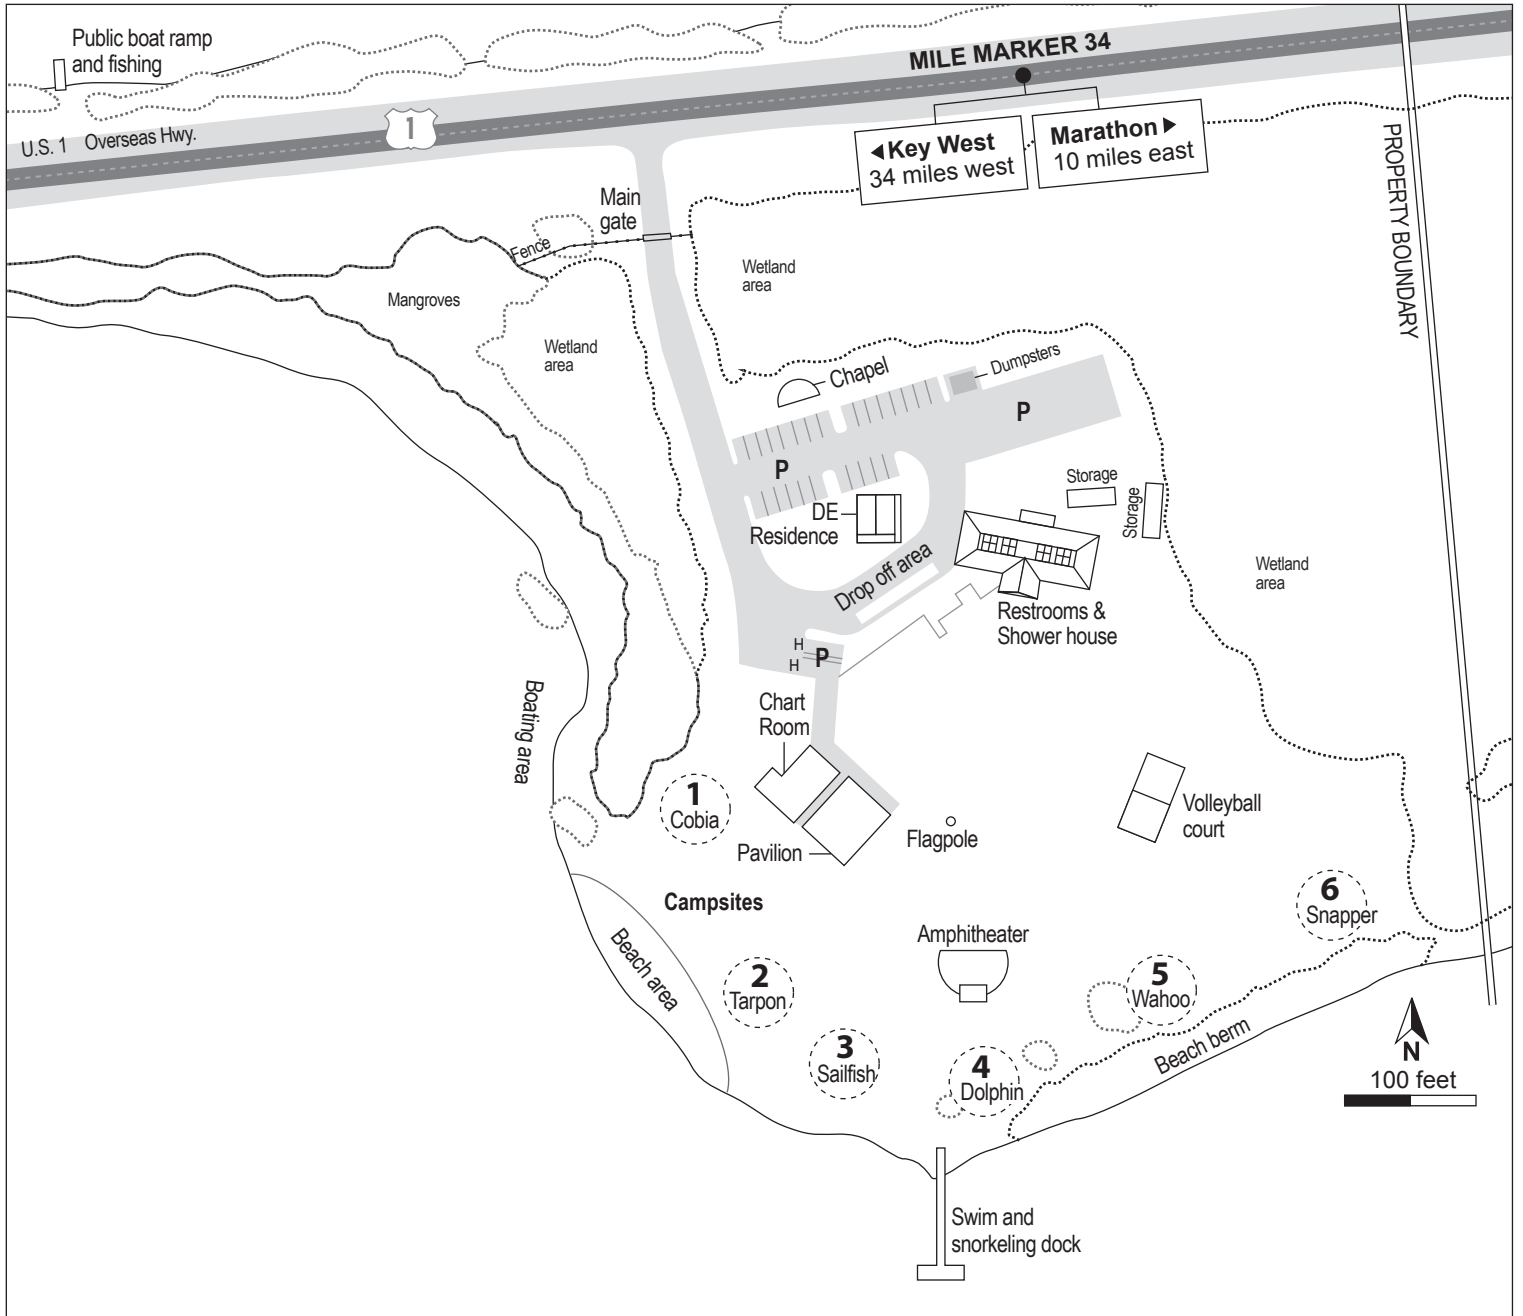 Public boat ramp
and fishing
MILE MARKER 34
1
U.S. 1 Overseas Hwy.
◀Key West
34 miles west
Marathon▶
10 miles east
PROPERTY BOUNDARY
Main
gate
Fence
Wetland
area
Mangroves
Wetland
area
Chapel
Dumpsters
P
P
Storage
Storage
DE
Residence
Drop off area
Wetland
area
Restrooms &
Shower house
H
H
P
Boating area
Chart
Room
1
Cobia
Volleyball
court
Flagpole
Pavilion
Campsites
6
Snapper
Beach area
Amphitheater
2
Tarpon
5
Wahoo
3
Sailfish
4
Dolphin
Beach berm
N
100 feet
Swim and
snorkeling dock